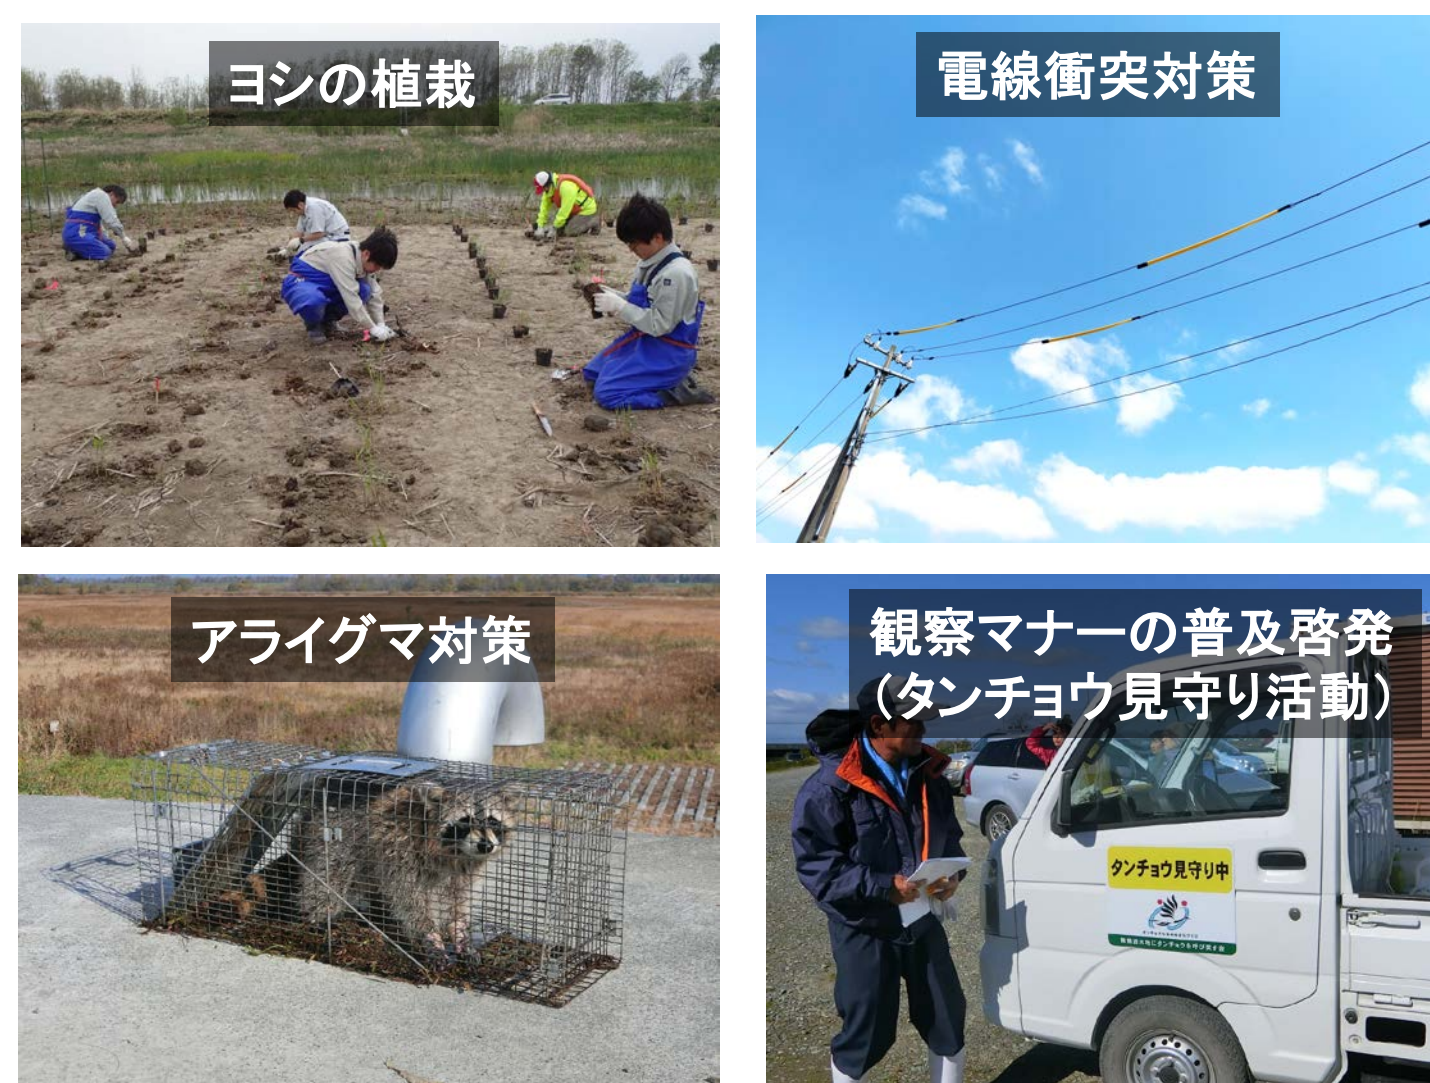 ヨシの植栽
電線衝突対策
アライグマ対策
観察マナーの普及啓発
（タンチョウ見守り活動）
タンチョウ見守り中